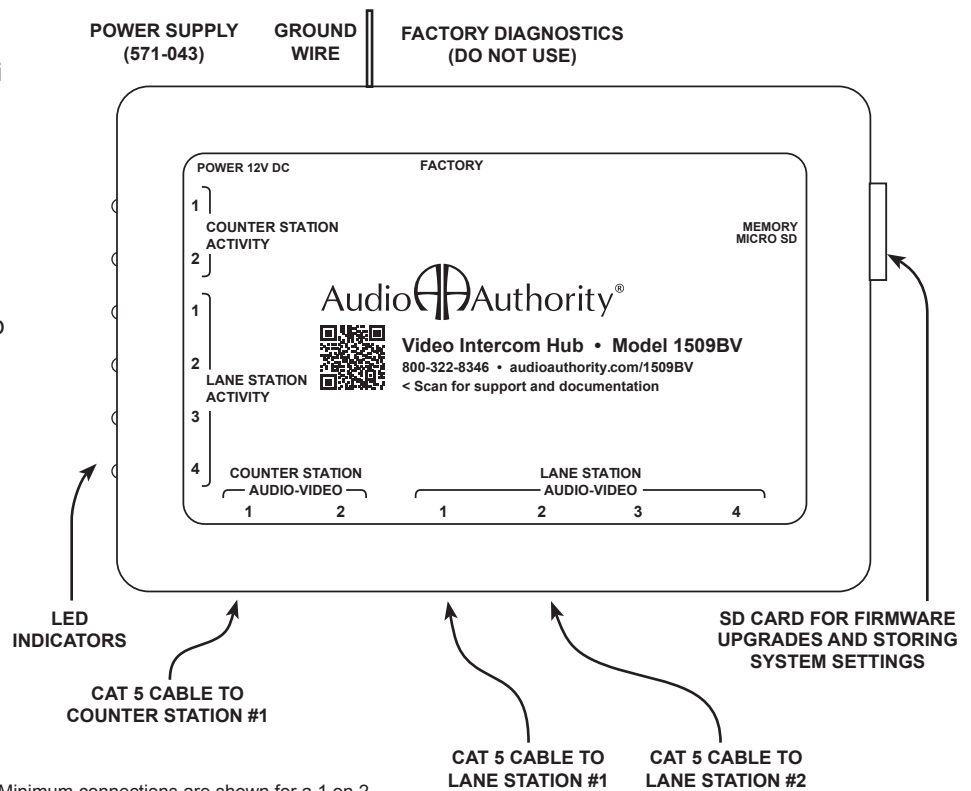 POWER SUPPLY
(571-043)
GROUND
WIRE
FACTORY DIAGNOSTICS
(DO NOT USE)
POWER 12V DC
FACTORY
1
COUNTER STATION
ACTIVITY
2
MEMORY
MICRO SD
1
2
LANE STATION
ACTIVITY
3
4
Audio Authority®
Video Intercom Hub • Model 1509BV
800-322-8346 • audioauthority.com/1509BV
< Scan for support and documentation
COUNTER STATION
AUDIO-VIDEO
1 2
LANE STATION
AUDIO-VIDEO
1 2 3 4
LED
INDICATORS
SD CARD FOR FIRMWARE
UPGRADES AND STORING
SYSTEM SETTINGS
CAT 5 CABLE TO
COUNTER STATION #1
CAT 5 CABLE TO
LANE STATION #1
CAT 5 CABLE TO
LANE STATION #2
Minimum connections are shown for a 1 on 2